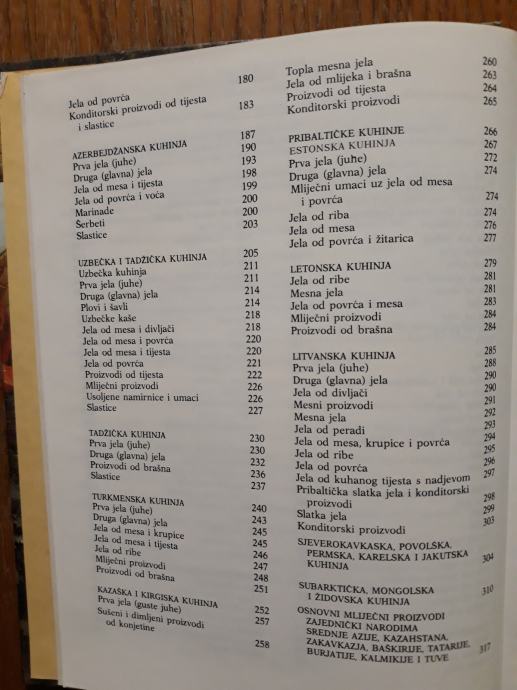 Jela od povrća 180
Konditorski proizvodi od tijesta
i slastice 183
AZERBEJDŽANSKA KUHINJA 187
Prva jela (juhe) 190
Druga (glavna) jela 193
Jela od mesa i tijesta 198
Jela od povrća i voća 199
Marinade 200
Šerbeti 200
Slastice 203
UZBEČKA I TADŽIČKA KUHINJA 205
Uzbečka kuhinja 211
Prva jela (juhe) 211
Druga (glavna) jela 214
Plovi i šavli 214
Uzbečke kaše 218
Jela od mesa i divljači 218
Jela od mesa i povrća 220
Jela od mesa i tijesta 220
Jela od povrća 221
Proizvodi od tijesta 222
Mliječni proizvodi 226
Usoljene namirnice i umaci 226
Slastice 227
TADŽIČKA KUHINJA 230
Prva jela (juhe) 230
Druga (glavna) jela 232
Proizvodi od brašna 236
Slastice 237
TURKMENSKA KUHINJA 240
Prva jela (juhe) 243
Druga (glavna) jela 245
Jela od mesa i krupice 245
Jela od mesa i tijesta 246
Jela od ribe 247
Mliječni proizvodi 248
Proizvodi od brašna 251
KAZAŠKA I KIRGISKA KUHINJA 252
Prva jela (guste juhe) 257
Sušeni i dimljeni proizvodi
od konjetine 258
Topla mesna jela 260
Jela od mlijeka i brašna 263
Proizvodi od tijesta 264
Konditorski proizvodi 265
PRIBALTIČKE KUHINJE 266
ESTONSKA KUHINJA 267
Prva jela (juhe) 272
Druga (glavna) jela 274
Mliječni umaci uz jela od mesa
i povrća 274
Jela od riba 274
Jela od mesa 276
Jela od povrća i žitarica 277
LETONSKA KUHINJA 279
Jela od ribe 281
Mesna jela 281
Jela od povrća i mesa 283
Mliječni proizvodi 284
Proizvodi od brašna 284
LITVANSKA KUHINJA 285
Prva jela (juhe) 288
Druga (glavna) jela 290
Jela od divljači 290
Mesni proizvodi 291
Mesna jela 292
Jela od peradi 293
Jela od mesa, krupice i povrća 294
Jela od ribe 295
Jela od povrća 296
Jela od kuhanog tijesta s nadjevom 297
Pribaltička slatka jela i konditorski
proizvodi 298
Slatka jela 299
Konditorski proizvodi 303
SJEVEROKAVKASKA, POVOLŠKA,
PERMSKA, KARELSKA I JAKUTSKA
KUHINJA 304
SUBARKTIČKA, MONGOLSKA
I ŽIDOVSKA KUHINJA 310
OSNOVNI MLIJEČNI PROIZVODI
ZAJEDNIČKI NARODIMA
SREDNJE AZIJE, KAZAHSTANA,
ZAKAVKAZJA, BAŠKIRIJE, TATARIJE,
BURJATIJE, KALMIKIJE I TUVE 317